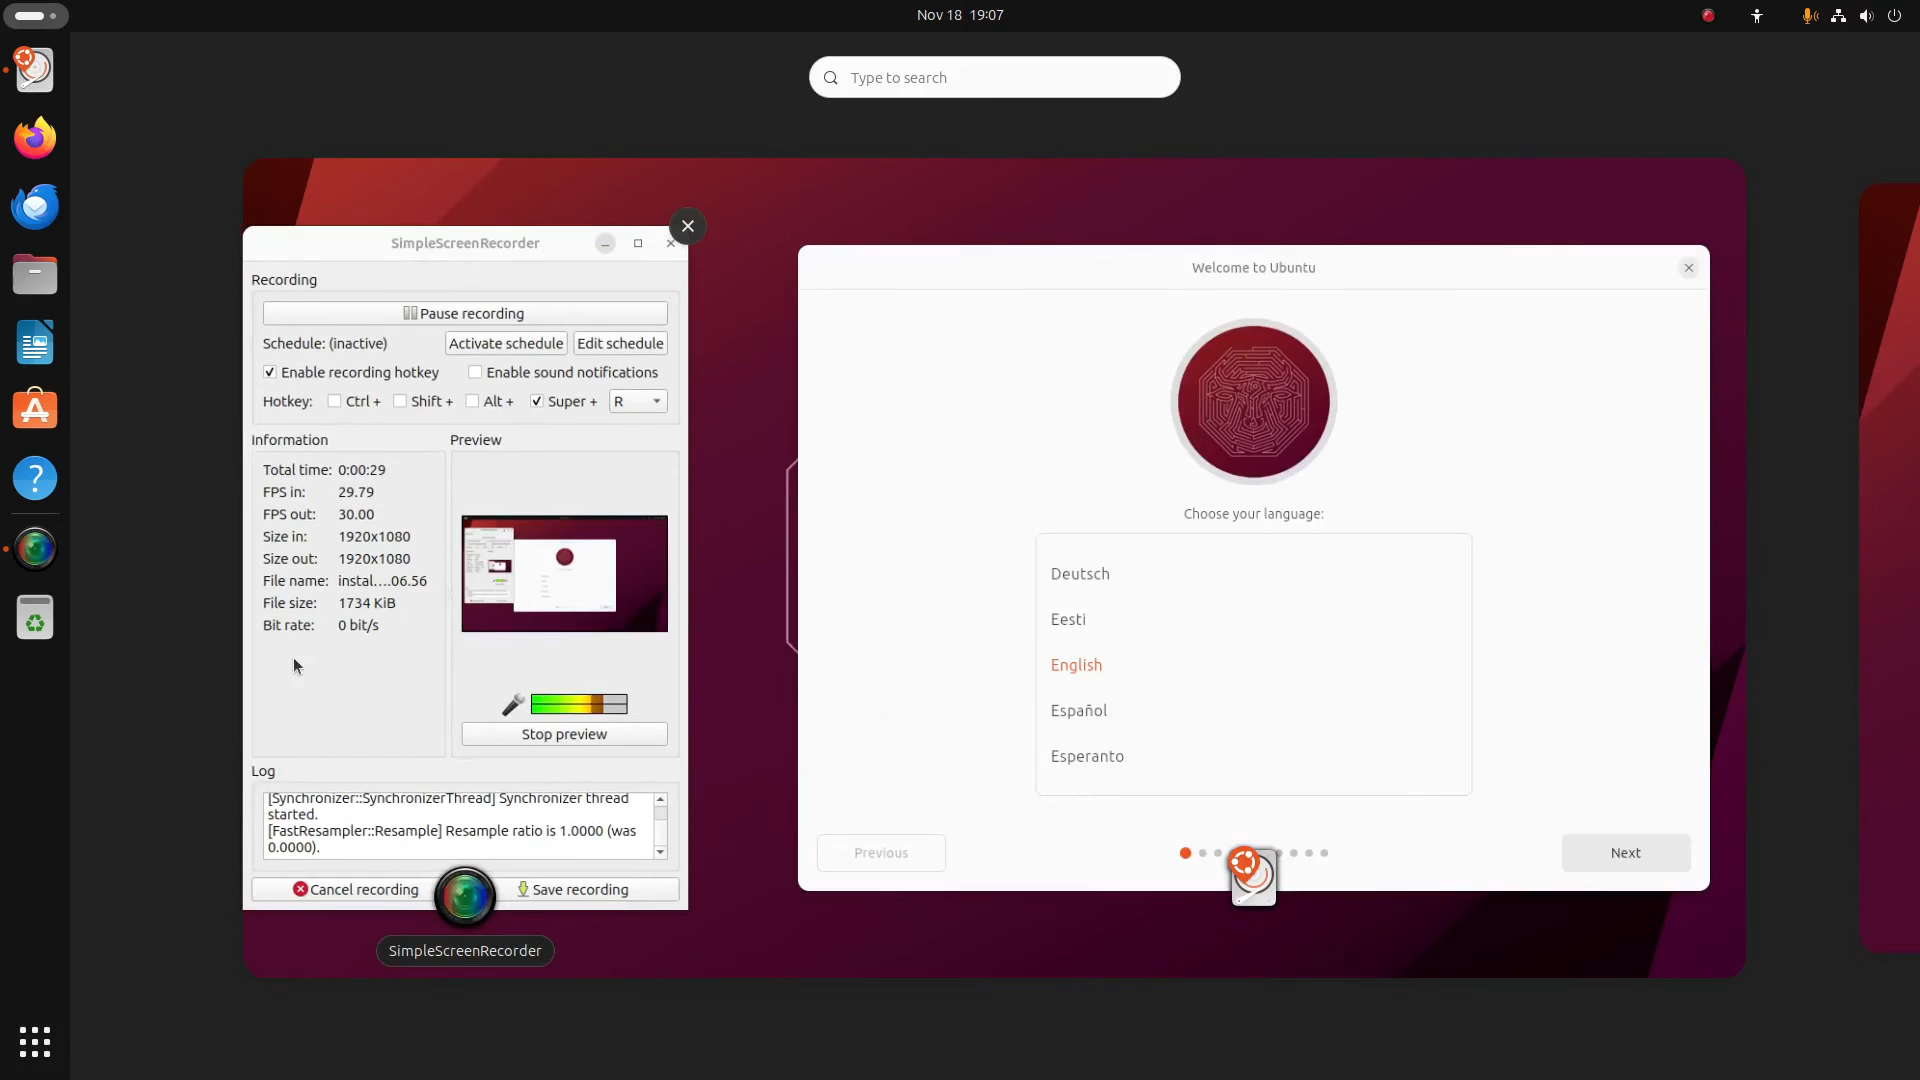 Nov 18 19:07
Type to search
SimpleScreenRecorder
Recording
Pause recording
Schedule: (inactive)
Activate schedule
Edit schedule
Enable recording hotkey
Enable sound notifications
Hotkey:
Ctrl +
Shift +
Alt +
Super +
R
Information
Total time: 0:00:29
FPS in: 29.79
FPS out: 30.00
Size in: 1920x1080
Size out: 1920x1080
File name: instal....06.56
File size: 1734 KiB
Bit rate: 0 bit/s
Preview
Stop preview
Log
[Synchronizer::SynchronizerThread] Synchronizer thread
started.
[FastResampler::Resample] Resample ratio is 1.0000 (was
0.0000).
Cancel recording
Save recording
SimpleScreenRecorder
Welcome to Ubuntu
Choose your language:
Deutsch
Eesti
English
Español
Esperanto
Previous
Next